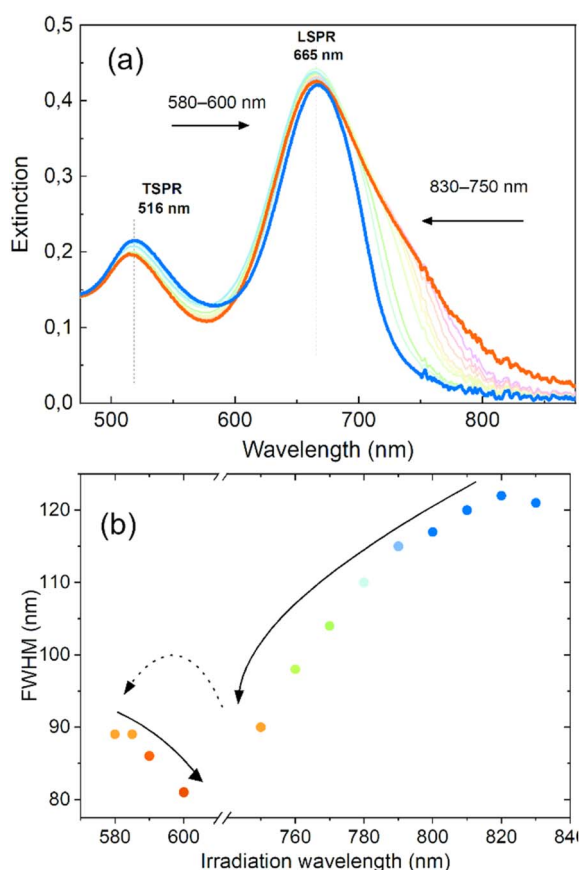 (a)
LSPR
665 nm
580–600 nm
830–750 nm
TSPR
516 nm
0,5
0,4
0,3
0,2
0,1
0,0
Extinction
500 600 700 800
Wavelength (nm)
(b)
120
110
100
90
80
FWHM (nm)
580 600 760 780 800 820 840
Irradiation wavelength (nm)